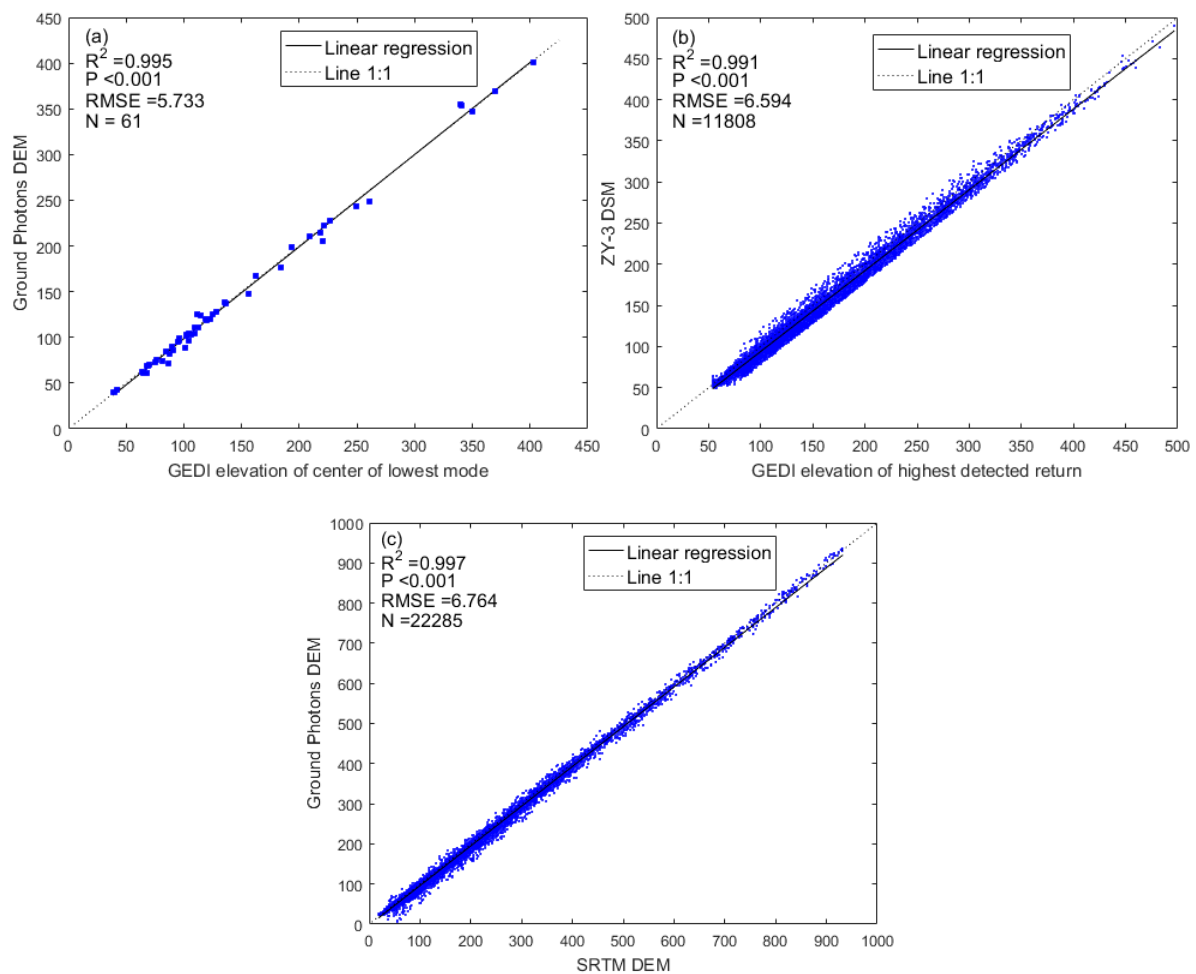 (a)
R² =0.995
P <0.001
RMSE =5.733
N = 61
Linear regression
Line 1:1
Ground Photons DEM
450
400
350
300
250
200
150
100
50
0
0 50 100 150 200 250 300 350 400 450
GEDI elevation of center of lowest mode
(b)
R² =0.991
P <0.001
RMSE =6.594
N =11808
Linear regression
Line 1:1
ZY-3 DSM
500
450
400
350
300
250
200
150
100
50
0
0 50 100 150 200 250 300 350 400 450 500
GEDI elevation of highest detected return
(c)
R² =0.997
P <0.001
RMSE =6.764
N =22285
Linear regression
Line 1:1
Ground Photons DEM
1000
900
800
700
600
500
400
300
200
100
0
0 100 200 300 400 500 600 700 800 900 1000
SRTM DEM